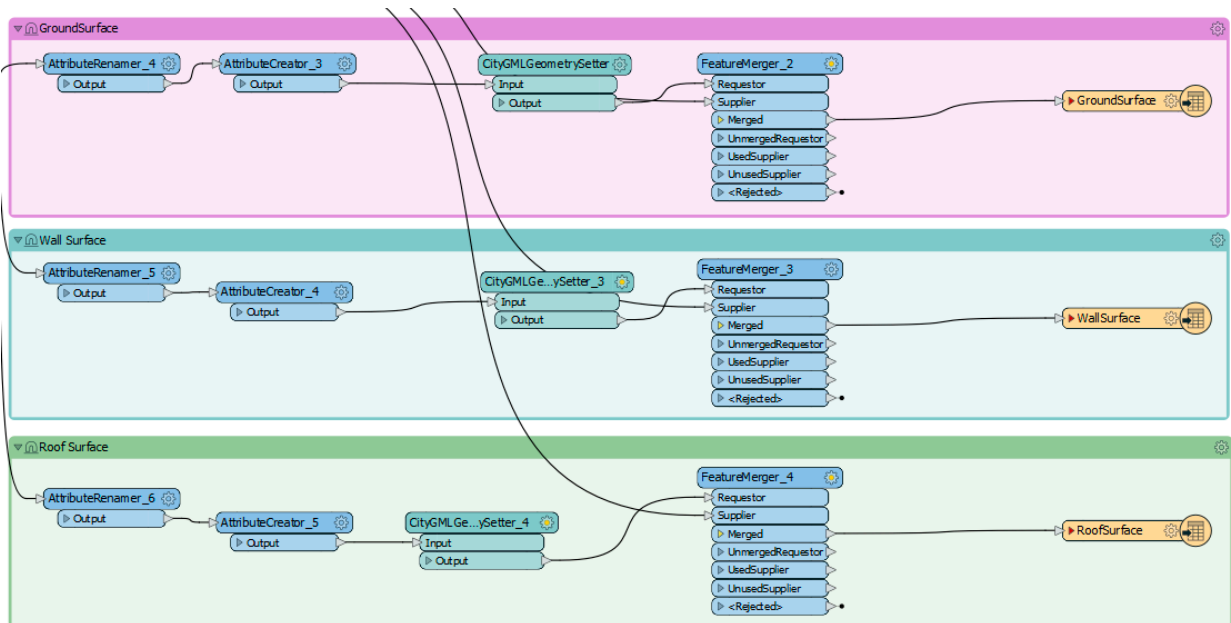 GroundSurface
AttributeRenamer_4
Output
AttributeCreator_3
Output
CityGMLGeometrySetter
Input
Output
FeatureMerger_2
Requestor
Supplier
Merged
UnmergedRequestor
UsedSupplier
UnusedSupplier
<Rejected>
GroundSurface
Wall Surface
AttributeRenamer_5
Output
AttributeCreator_4
Output
CityGMLGe...ySetter_3
Input
Output
FeatureMerger_3
Requestor
Supplier
Merged
UnmergedRequestor
UsedSupplier
UnusedSupplier
<Rejected>
WallSurface
Roof Surface
AttributeRenamer_6
Output
AttributeCreator_5
Output
CityGMLGe...ySetter_4
Input
Output
FeatureMerger_4
Requestor
Supplier
Merged
UnmergedRequestor
UsedSupplier
UnusedSupplier
<Rejected>
RoofSurface